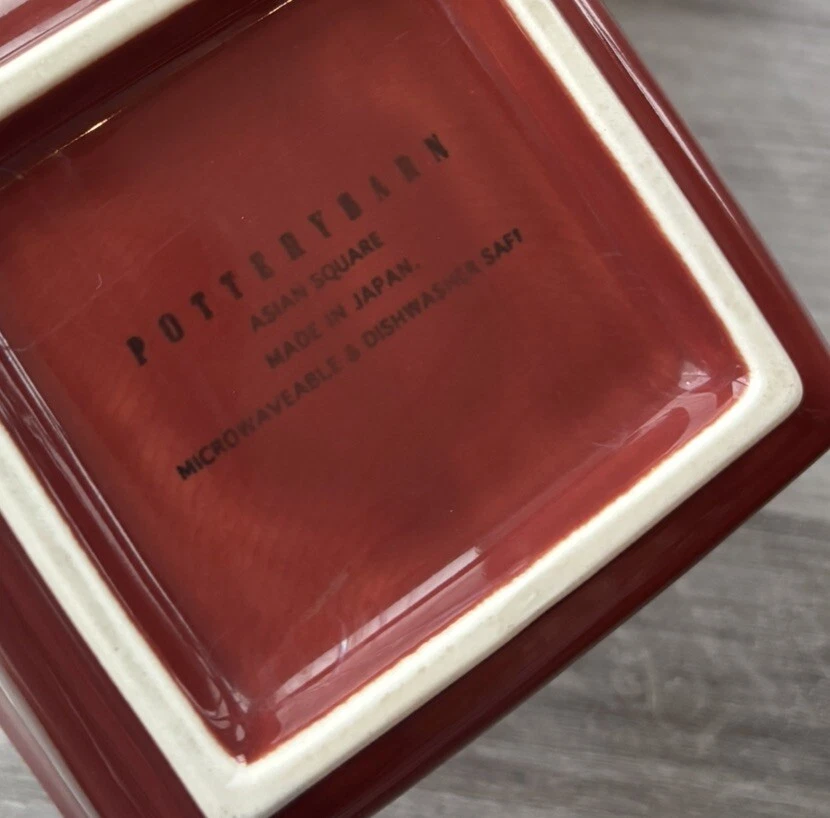 POTTERYBARN
ASIAN SQUARE
MADE IN JAPAN.
MICROWAVEABLE & DISHWASHER SAFE